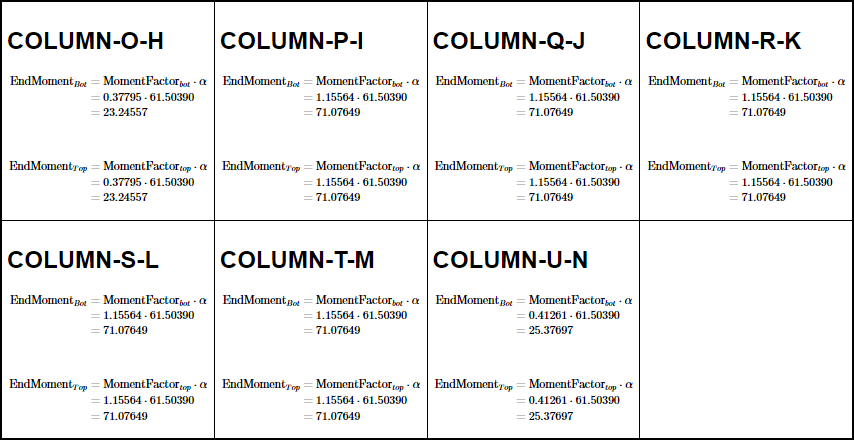 COLUMN-O-H
EndMoment_Bot = MomentFactor_bot · α
= 0.37795 · 61.50390
= 23.24557
EndMoment_Top = MomentFactor_top · α
= 0.37795 · 61.50390
= 23.24557
COLUMN-P-I
EndMoment_Bot = MomentFactor_bot · α
= 1.15564 · 61.50390
= 71.07649
EndMoment_Top = MomentFactor_top · α
= 1.15564 · 61.50390
= 71.07649
COLUMN-Q-J
EndMoment_Bot = MomentFactor_bot · α
= 1.15564 · 61.50390
= 71.07649
EndMoment_Top = MomentFactor_top · α
= 1.15564 · 61.50390
= 71.07649
COLUMN-R-K
EndMoment_Bot = MomentFactor_bot · α
= 1.15564 · 61.50390
= 71.07649
EndMoment_Top = MomentFactor_top · α
= 1.15564 · 61.50390
= 71.07649
COLUMN-S-L
EndMoment_Bot = MomentFactor_bot · α
= 1.15564 · 61.50390
= 71.07649
EndMoment_Top = MomentFactor_top · α
= 1.15564 · 61.50390
= 71.07649
COLUMN-T-M
EndMoment_Bot = MomentFactor_bot · α
= 1.15564 · 61.50390
= 71.07649
EndMoment_Top = MomentFactor_top · α
= 1.15564 · 61.50390
= 71.07649
COLUMN-U-N
EndMoment_Bot = MomentFactor_bot · α
= 0.41261 · 61.50390
= 25.37697
EndMoment_Top = MomentFactor_top · α
= 0.41261 · 61.50390
= 25.37697